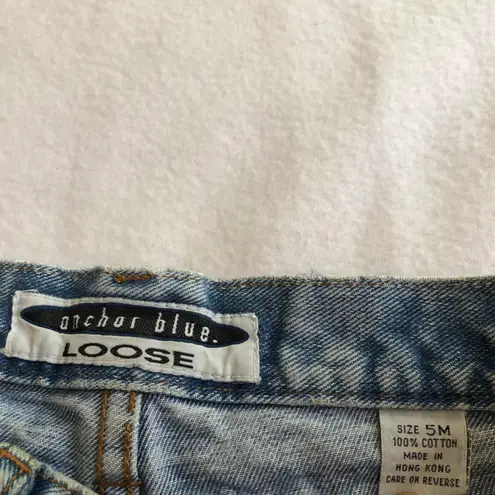 anchor blue.
LOOSE
SIZE 5M
100% COTTON
MADE IN
HONG KONG
CARE ON REVERSE